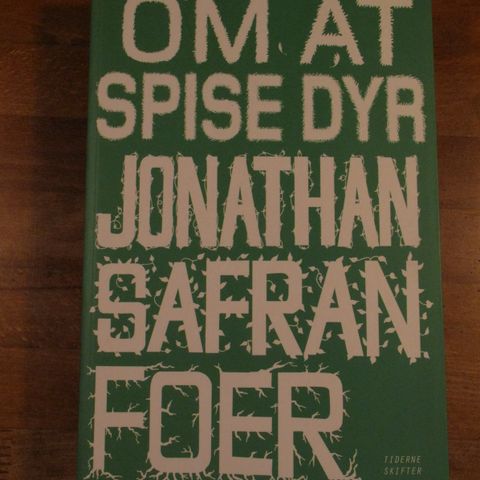 OM AT
SPISE DYR
JONATHAN
SAFRAN
FOER
TIDERNE
SKIFTER